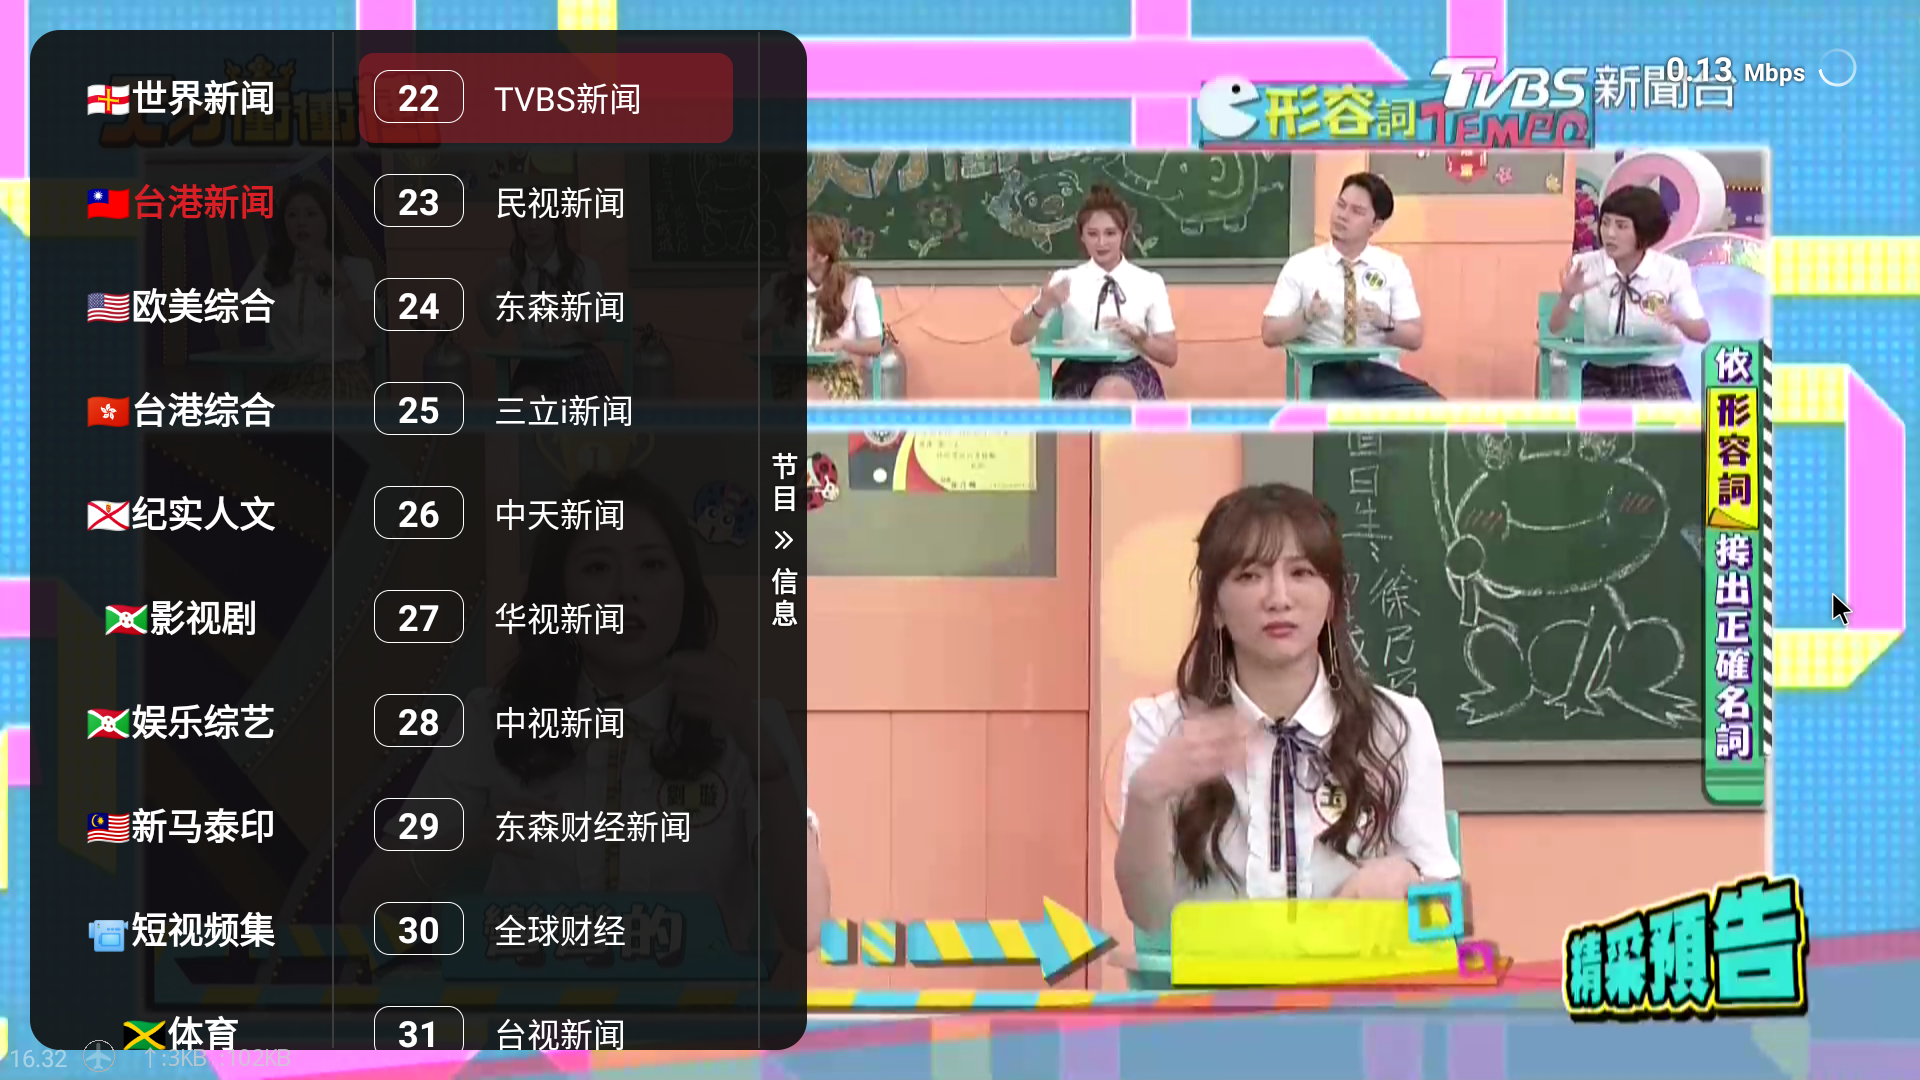 世界新闻
台港新闻
欧美综合
台港综合
纪实人文
影视剧
娱乐综艺
新马泰印
短视频集
体育
22 TVBS新闻
23 民视新闻
24 东森新闻
25 三立i新闻
26 中天新闻
27 华视新闻
28 中视新闻
29 东森财经新闻
30 全球财经
31 台视新闻
节目
»
信息
形容詞
TEMPO
TVBS 新聞台
0.13 Mbps
依形容詞接出正確名詞
精采預告
16.32 ↑:3KB :102KB